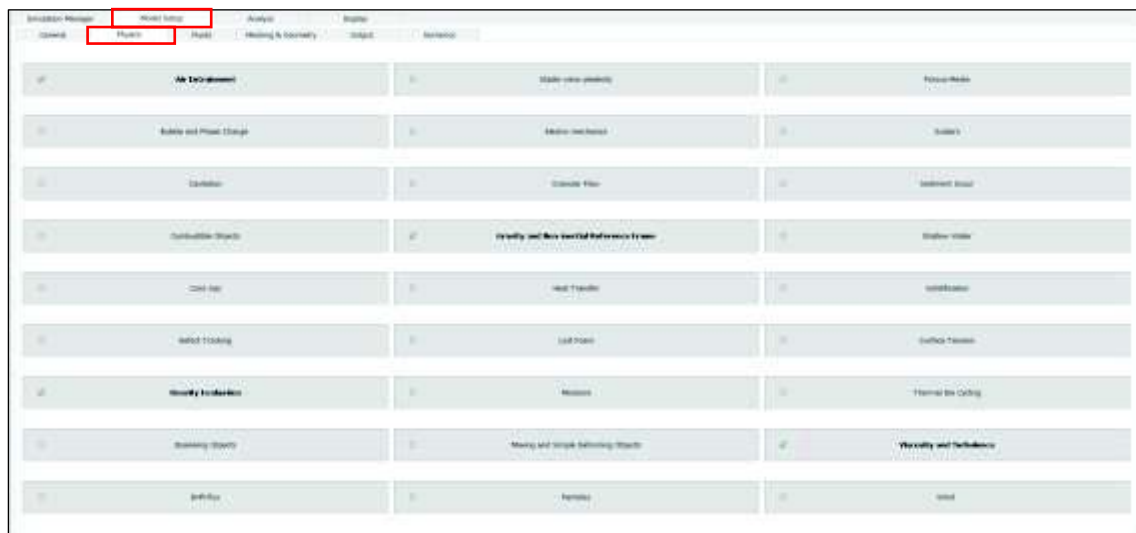 Simulation Manager Model Setup Analysis Display
General Physics Fluids Meshing & Geometry Output Numerics
Air Entrainment Elastic-visco-plasticity Porous Media
Bubble and Phase Change Electro-mechanics Scalars
Cavitation Granular Flow Sediment Scour
Combustible Objects Gravity and Non-inertial Reference Frame Shallow Water
Core Gas Heat Transfer Solidification
Defect Tracking Lost Foam Surface Tension
Density Evaluation Moisture Thermal Die Cycling
Dissolving Objects Moving and Simple Deforming Objects Viscosity and Turbulence
Drift-Flux Particles Wind